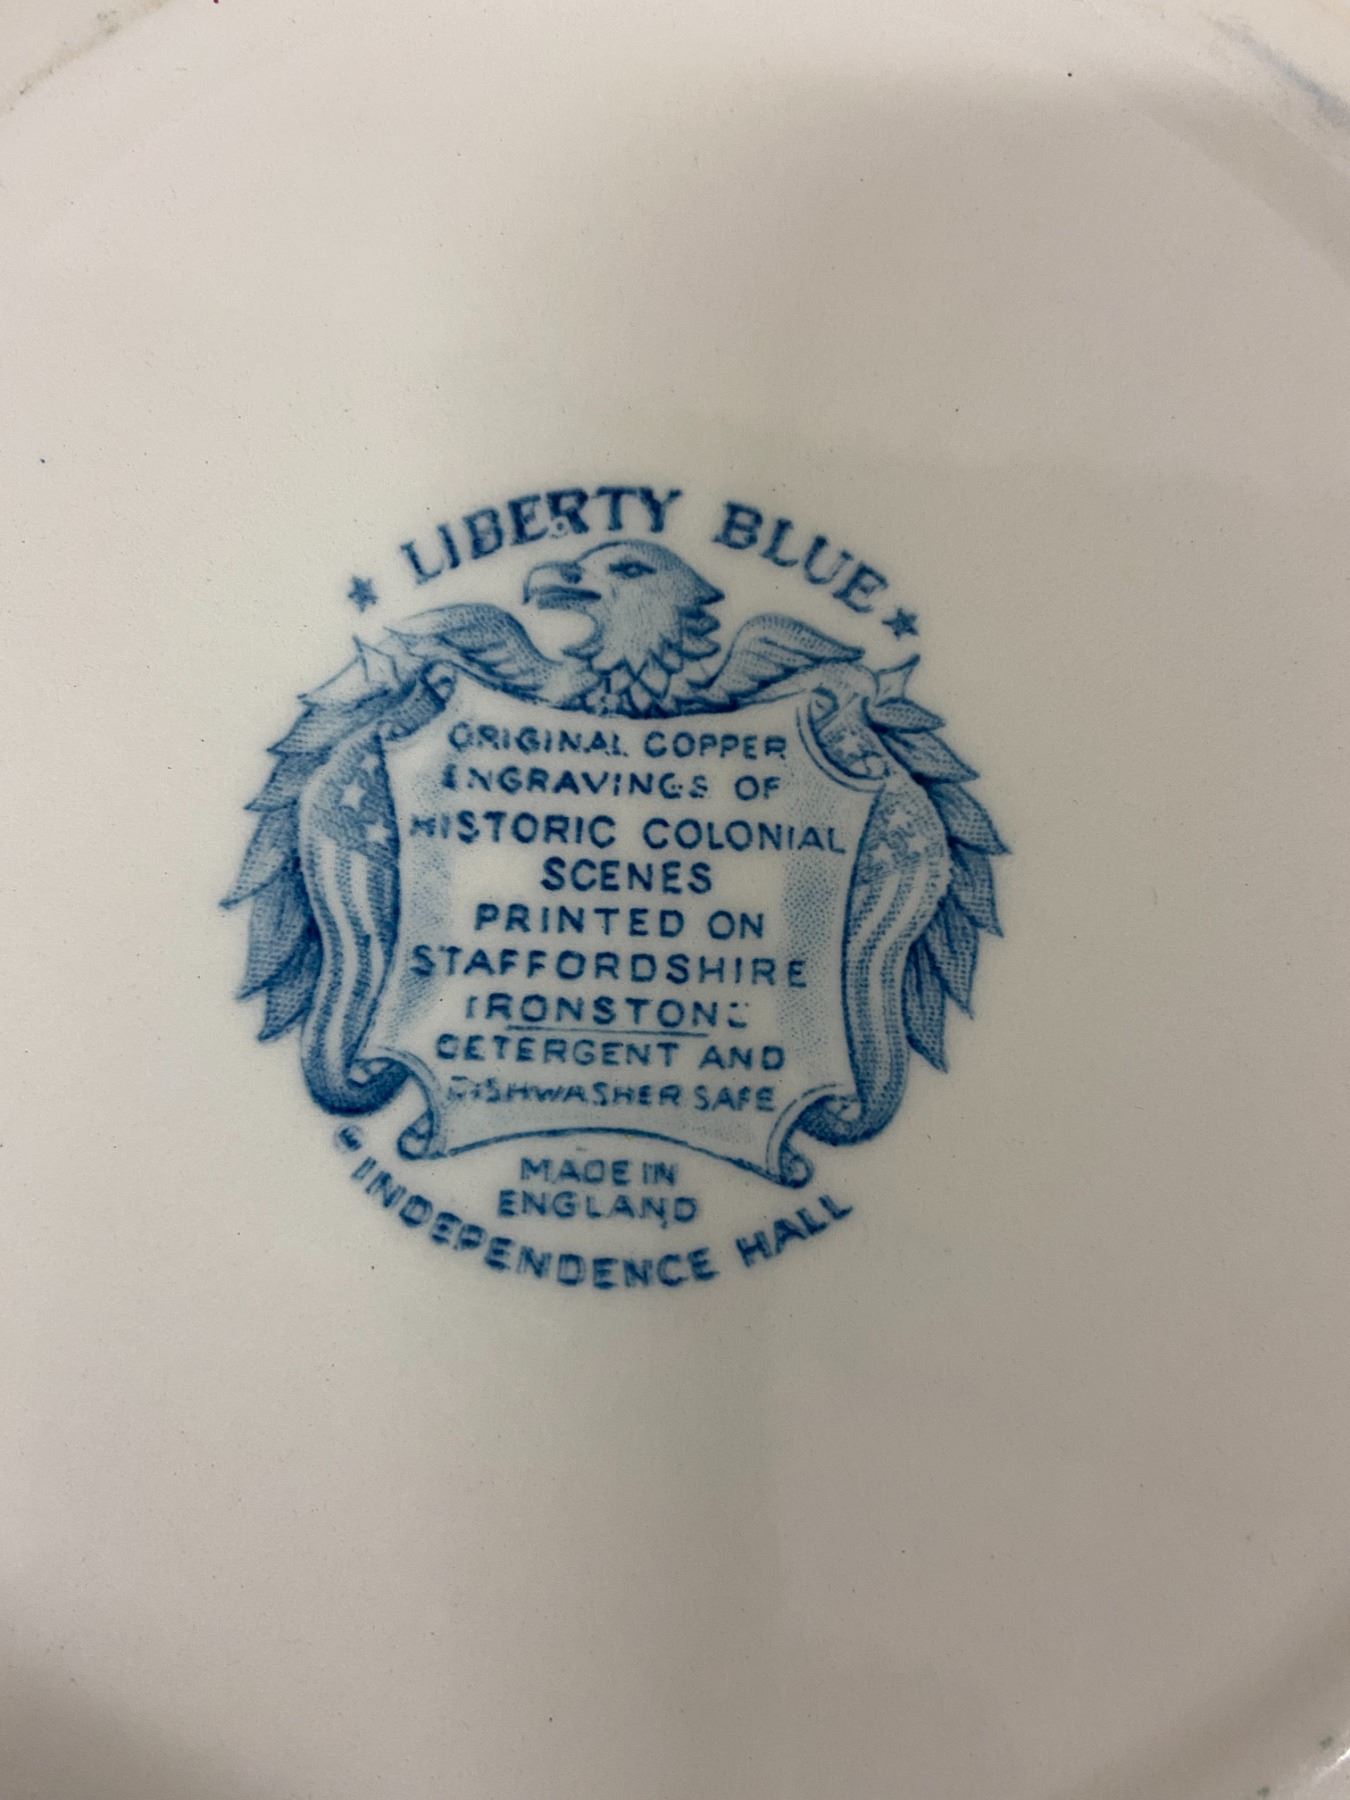 LIBERTY BLUE
ORIGINAL COPPER
ENGRAVINGS OF
HISTORIC COLONIAL
SCENES
PRINTED ON
STAFFORDSHIRE
IRONSTONE
DETERGENT AND
DISHWASHER SAFE
MADE IN
ENGLAND
"INDEPENDENCE HALL